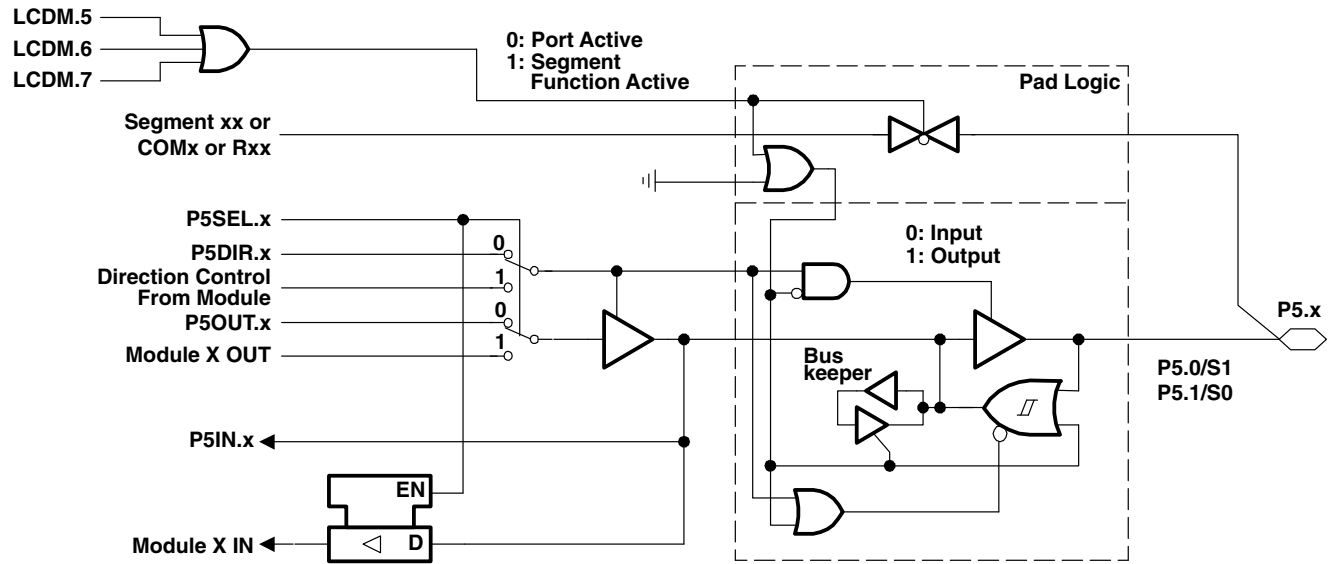 LCDM.5
LCDM.6
LCDM.7
0: Port Active
1: Segment
Function Active
Pad Logic
Segment xx or
COMx or Rxx
P5SEL.x
P5DIR.x
0
Direction Control
From Module
1
P5OUT.x
0
Module X OUT
1
0: Input
1: Output
P5.x
Bus
keeper
P5.0/S1
P5.1/S0
P5IN.x
EN
D
Module X IN